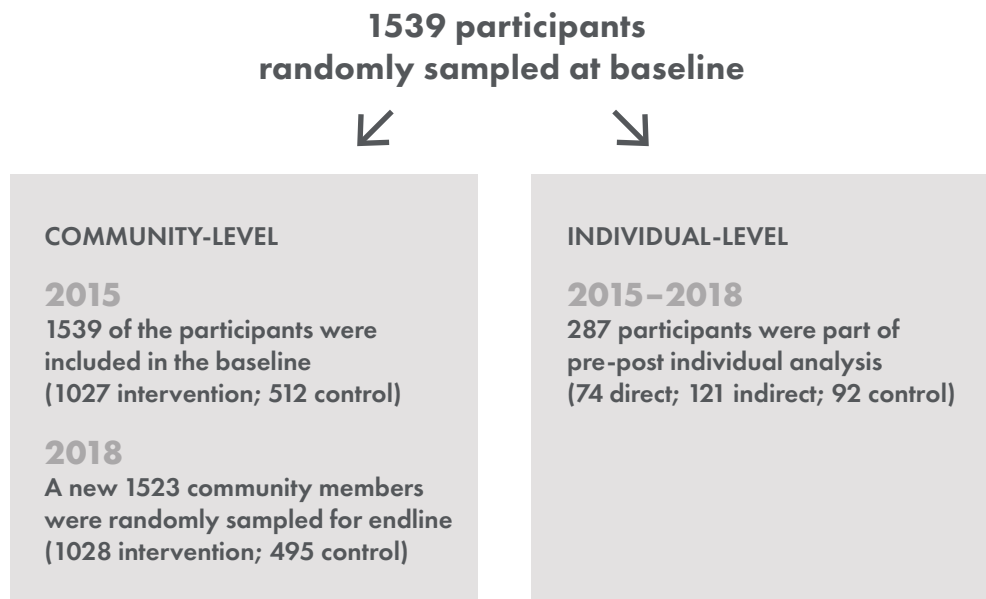 1539 participants
randomly sampled at baseline
COMMUNITY-LEVEL
2015
1539 of the participants were
included in the baseline
(1027 intervention; 512 control)
2018
A new 1523 community members
were randomly sampled for endline
(1028 intervention; 495 control)
INDIVIDUAL-LEVEL
2015–2018
287 participants were part of
pre-post individual analysis
(74 direct; 121 indirect; 92 control)